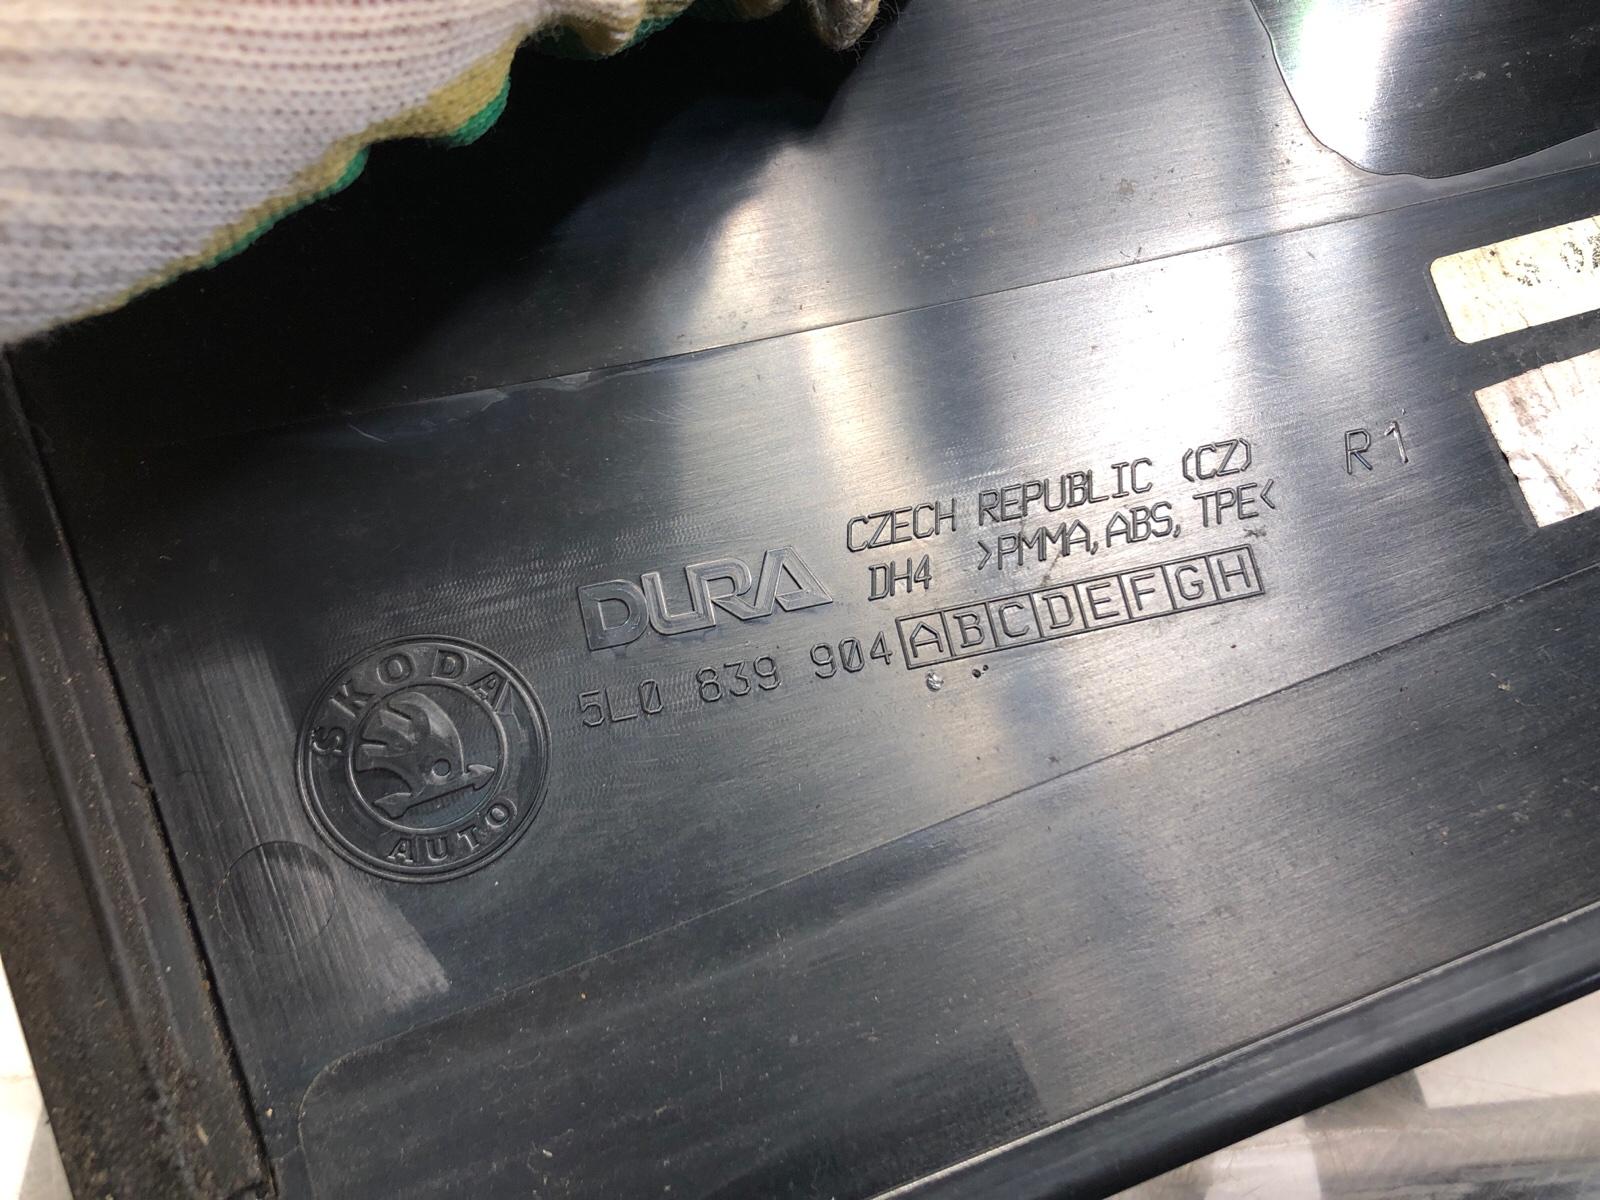 CZECH REPUBLIC (CZ)
DH4 >PMMA, ABS, TPE<
R1
DURA
5L0 839 904 ABCDEFGH
ŠKODA
AUTO